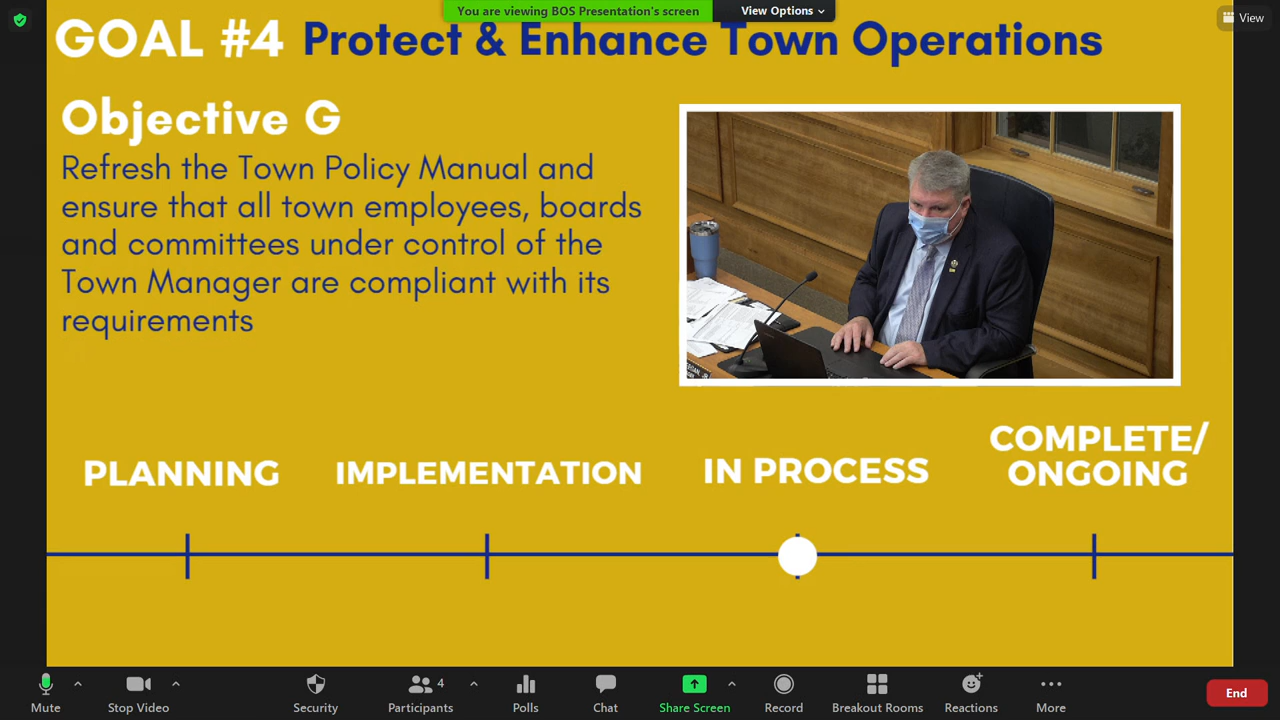 You are viewing BOS Presentation's screen
View Options
View
GOAL #4 Protect & Enhance Town Operations
Objective G
Refresh the Town Policy Manual and
ensure that all town employees, boards
and committees under control of the
Town Manager are compliant with its
requirements
PLANNING
IMPLEMENTATION
IN PROCESS
COMPLETE/
ONGOING
Mute
Stop Video
Security
Participants
4
Polls
Chat
Share Screen
Record
Breakout Rooms
Reactions
More
End